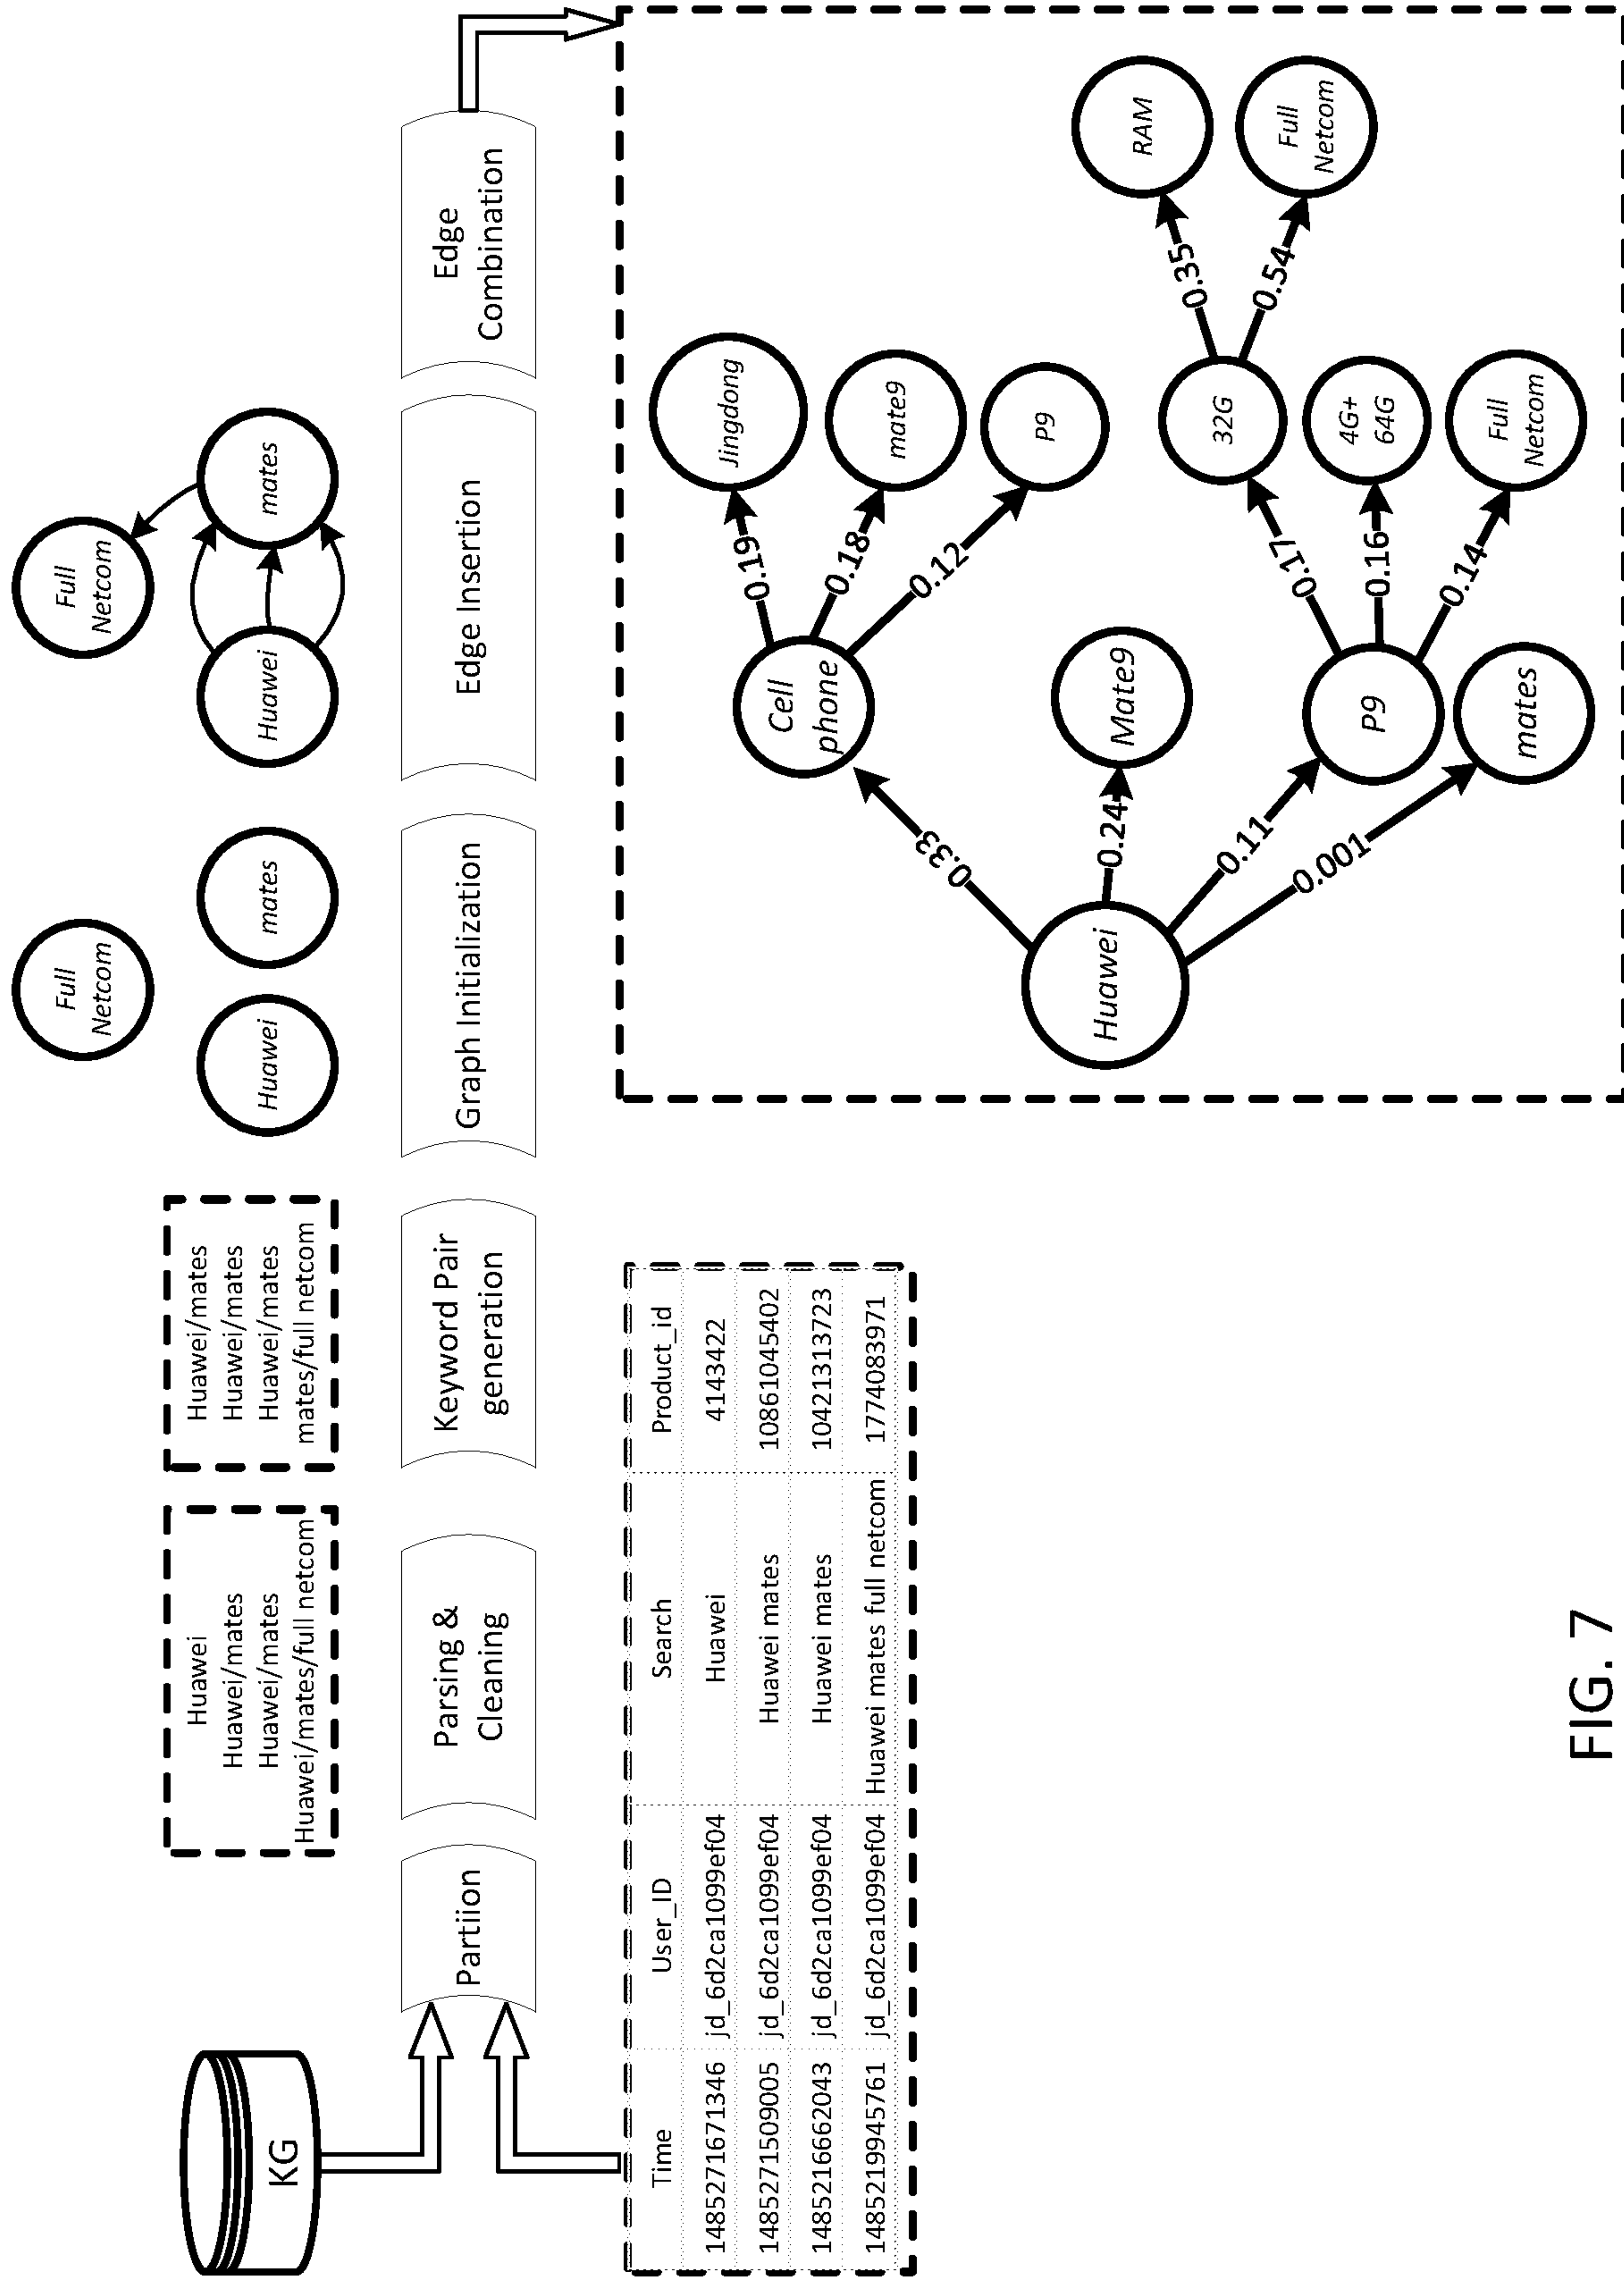 KG
Partiion
Parsing &
Cleaning
Keyword Pair
generation
Graph Initialization
Edge Insertion
Edge
Combination
Huawei
Huawei/mates
Huawei/mates
Huawei/mates/full netcom
Huawei/mates
Huawei/mates
Huawei/mates
mates/full netcom
Full
Netcom
Huawei
mates
Full
Netcom
Huawei
mates
Time User_ID Search Product_id
1485271671346 jd_6d2ca1099ef04 Huawei 4143422
1485271509005 jd_6d2ca1099ef04 Huawei mates 10861045402
1485216662043 jd_6d2ca1099ef04 Huawei mates 10421313723
1485219945761 jd_6d2ca1099ef04 Huawei mates full netcom 1774083971
Huawei
0.33
0.24
0.11
0.001
Cell
phone
Mate9
P9
mates
0.19
0.18
0.12
Jingdong
mate9
P9
0.17
0.16
0.14
32G
4G+
64G
Full
Netcom
0.35
0.54
RAM
Full
Netcom
FIG. 7